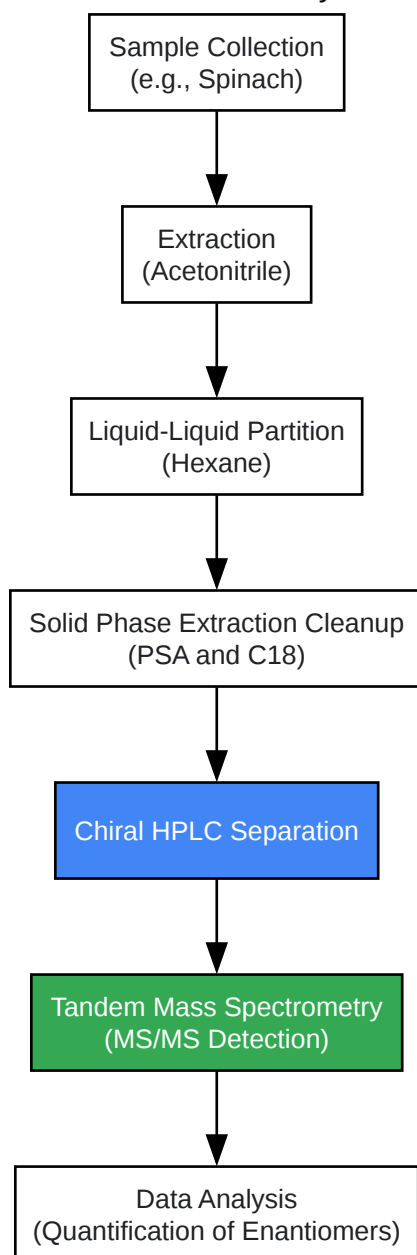 Sample Collection
(e.g., Spinach)
Extraction
(Acetonitrile)
Liquid-Liquid Partition
(Hexane)
Solid Phase Extraction Cleanup
(PSA and C18)
Chiral HPLC Separation
Tandem Mass Spectrometry
(MS/MS Detection)
Data Analysis
(Quantification of Enantiomers)